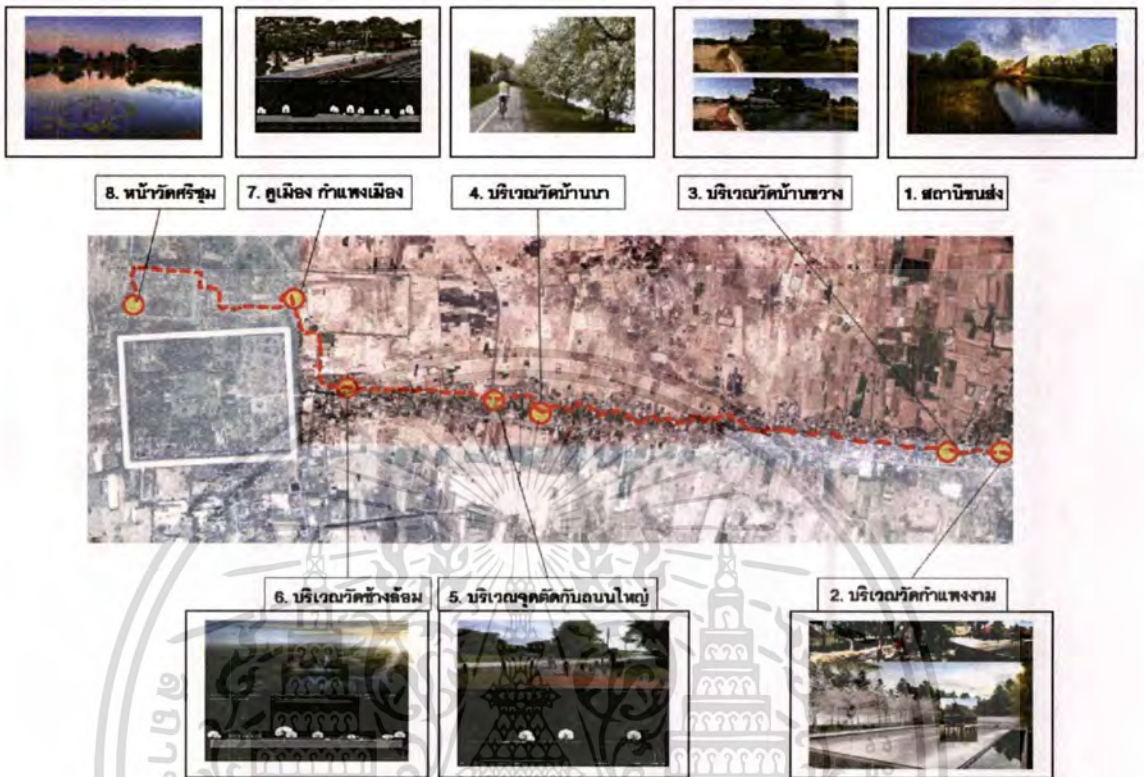 8. หน้าวัดศรีชุม
7. คูเมือง กำแพงเมือง
4. บริเวณวัดบ้านนา
3. บริเวณวัดบ้านขวาง
1. สถานีขนส่ง
6. บริเวณวัดช้างล้อม
5. บริเวณจุดตัดกับถนนใหญ่
2. บริเวณวัดกำแพงงาม